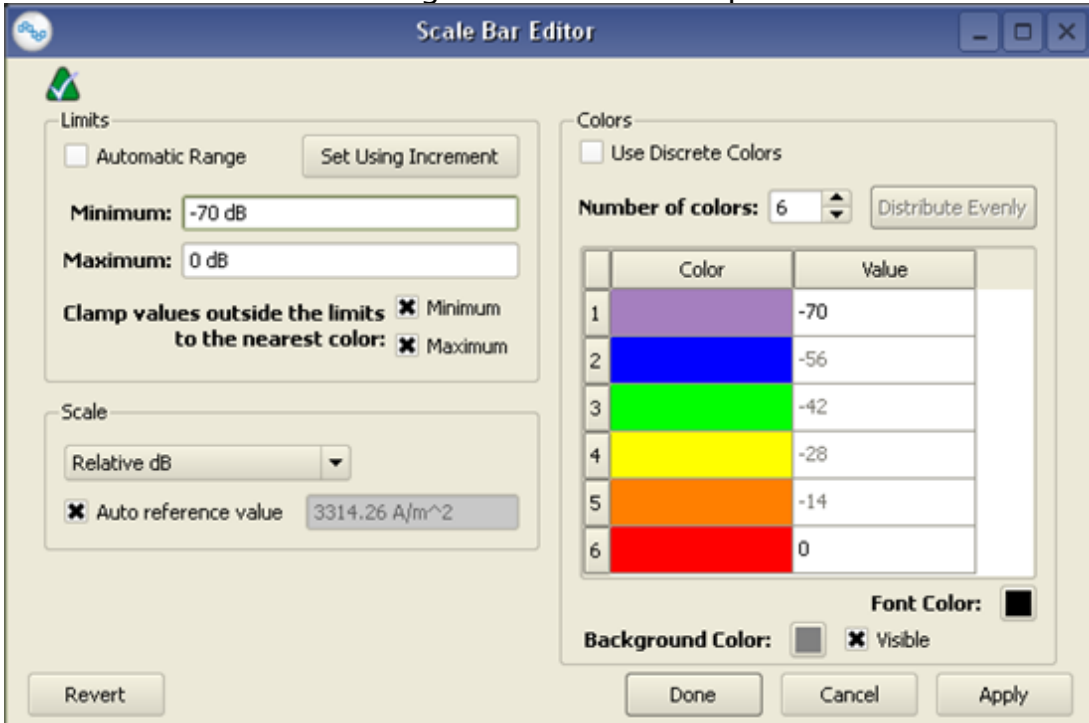 Scale Bar Editor
Limits
Automatic Range
Set Using Increment
Minimum: -70 dB
Maximum: 0 dB
Clamp values outside the limits
to the nearest color:
Minimum
Maximum
Scale
Relative dB
Auto reference value 3314.26 A/m^2
Colors
Use Discrete Colors
Number of colors: 6 Distribute Evenly
Color Value
1 -70
2 -56
3 -42
4 -28
5 -14
6 0
Font Color:
Background Color: Visible
Revert Done Cancel Apply